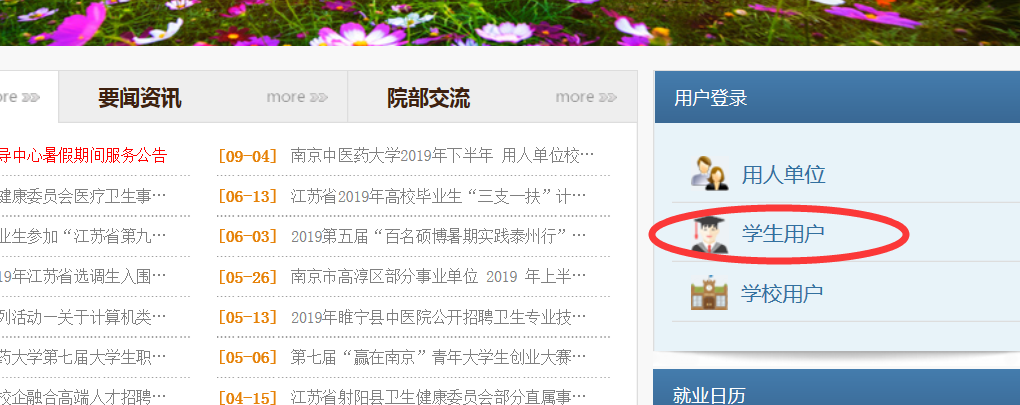 re
要闻资讯 more
院部交流 more
导中心暑假期间服务公告
健康委员会医疗卫生事…
业生参加“江苏省第九…
19年江苏省选调生入围…
列活动—关于计算机类…
药大学第七届大学生职…
校企融合高端人才招聘…
[09-04] 南京中医药大学2019年下半年 用人单位校…
[06-13] 江苏省2019年高校毕业生“三支一扶”计…
[06-03] 2019第五届“百名硕博暑期实践泰州行”…
[05-26] 南京市高淳区部分事业单位 2019 年上半…
[05-13] 2019年睢宁县中医院公开招聘卫生专业技…
[05-06] 第七届“赢在南京”青年大学生创业大赛…
[04-15] 江苏省射阳县卫生健康委员会部分直属事…
用户登录
用人单位
学生用户
学校用户
就业日历